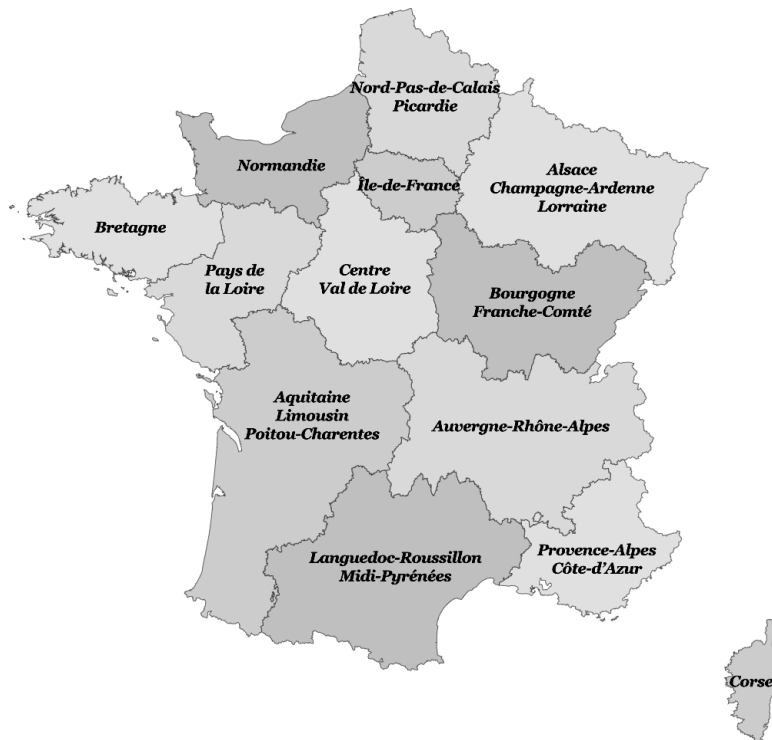 Nord-Pas-de-Calais
Picardie
Normandie
Île-de-France
Alsace
Champagne-Ardenne
Lorraine
Bretagne
Pays de
la Loire
Centre
Val de Loire
Bourgogne
Franche-Comté
Aquitaine
Limousin
Poitou-Charentes
Auvergne-Rhône-Alpes
Languedoc-Roussillon
Midi-Pyrénées
Provence-Alpes
Côte-d'Azur
Corse